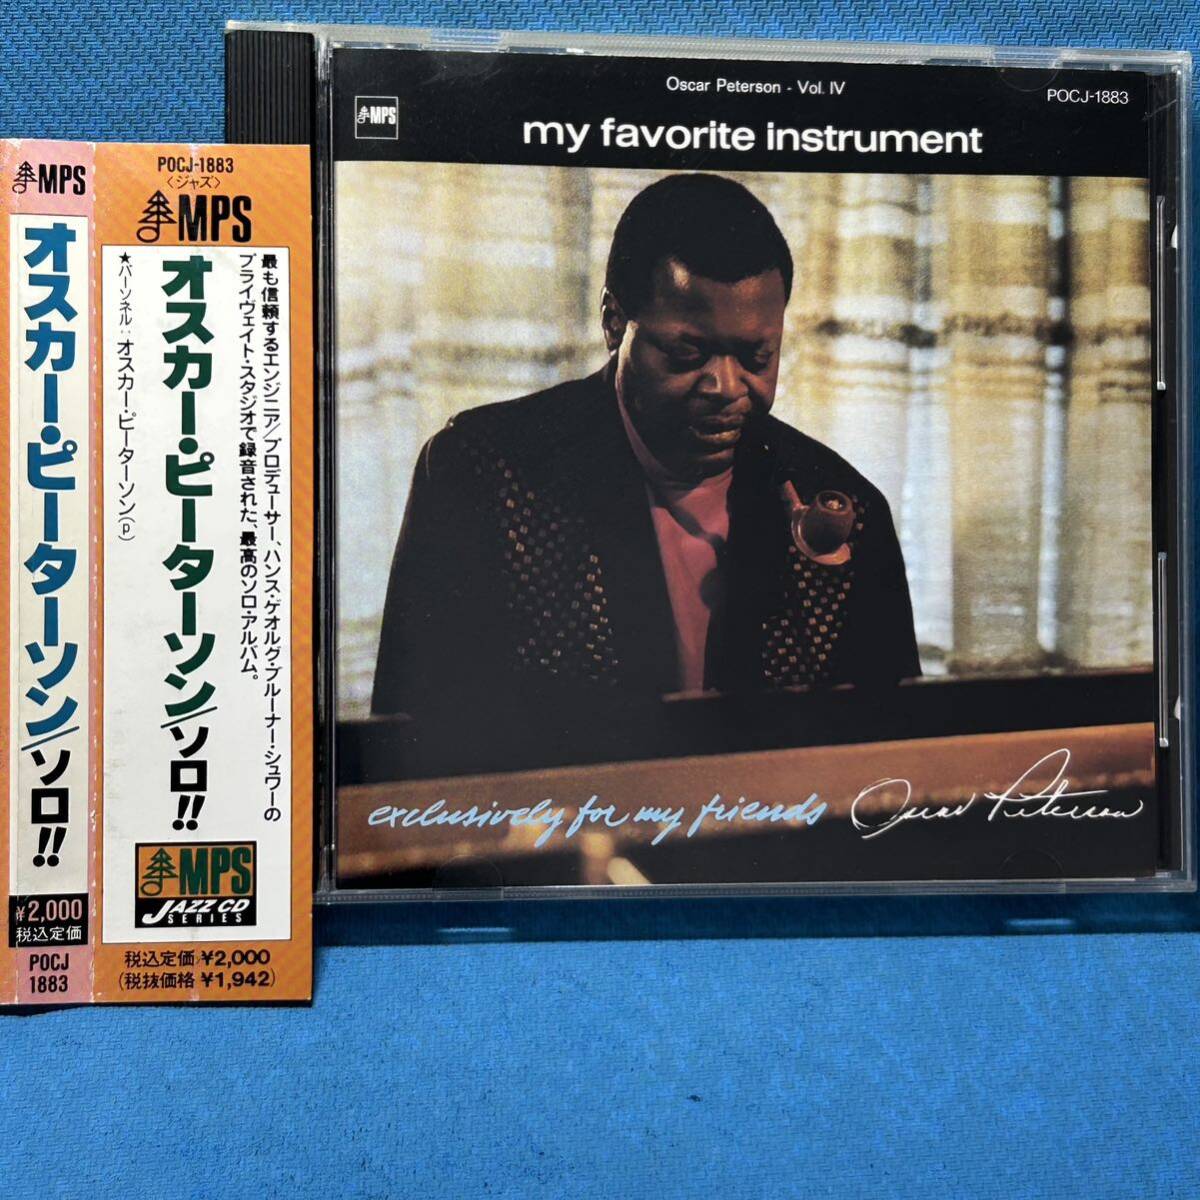 MPS
オスカー・ピーターソン/ソロ!!
¥2,000
税込定価
POCJ
1883
POCJ-1883
〈ジャズ〉
MPS
最も信頼するエンジニア/プロデューサー、ハンス・ゲオルグ・ブルーナー・シュワーの
プライヴェイト・スタジオで録音された、最高のソロ・アルバム。
オスカー・ピーターソン/ソロ!!
★パーソネル:オスカー・ピーターソン(p)
MPS
JAZZ CD
SERIES
税込定価 ¥2,000
(税抜価格 ¥1,942)
Oscar Peterson - Vol. IV
POCJ-1883
MPS
my favorite instrument
exclusively for my friends
Oscar Peterson